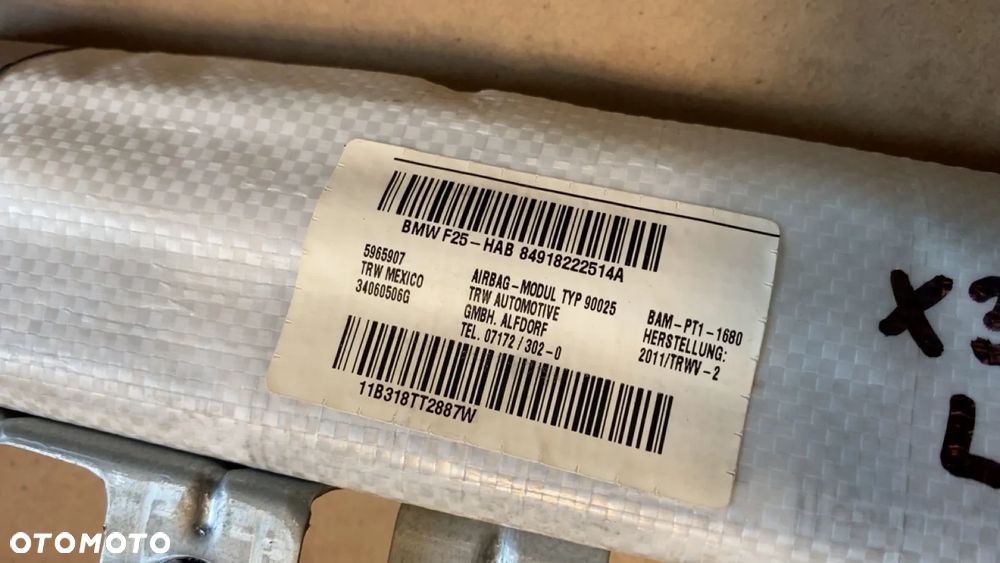 BMW F25-HAB 84918222514A
5965907
TRW MEXICO
34060506G
AIRBAG-MODUL TYP 90025
TRW AUTOMOTIVE
GMBH. ALFDORF
TEL. 07172/302-0
BAM-PT1-1680
HERSTELLUNG:
2011/TRWV-2
11B318TT2887W
X3
L
OTOMOTO